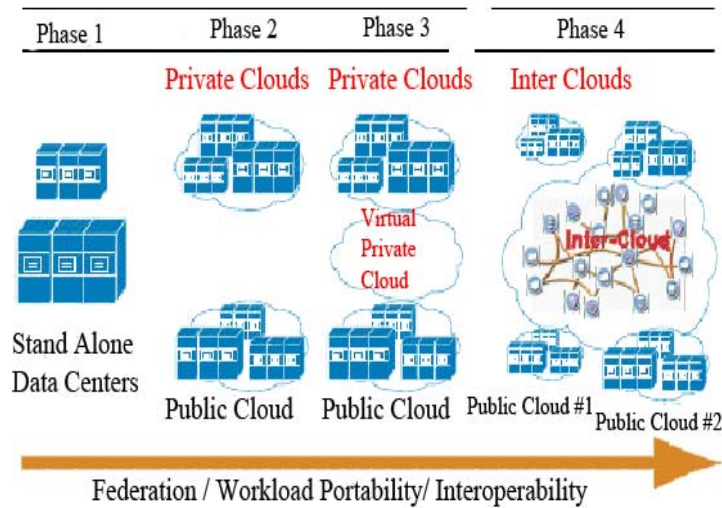 Phase 1
Phase 2
Phase 3
Phase 4
Private Clouds
Private Clouds
Inter Clouds
Virtual
Private
Cloud
Inter-Cloud
Stand Alone
Data Centers
Public Cloud
Public Cloud
Public Cloud #1
Public Cloud #2
Federation / Workload Portability/ Interoperability